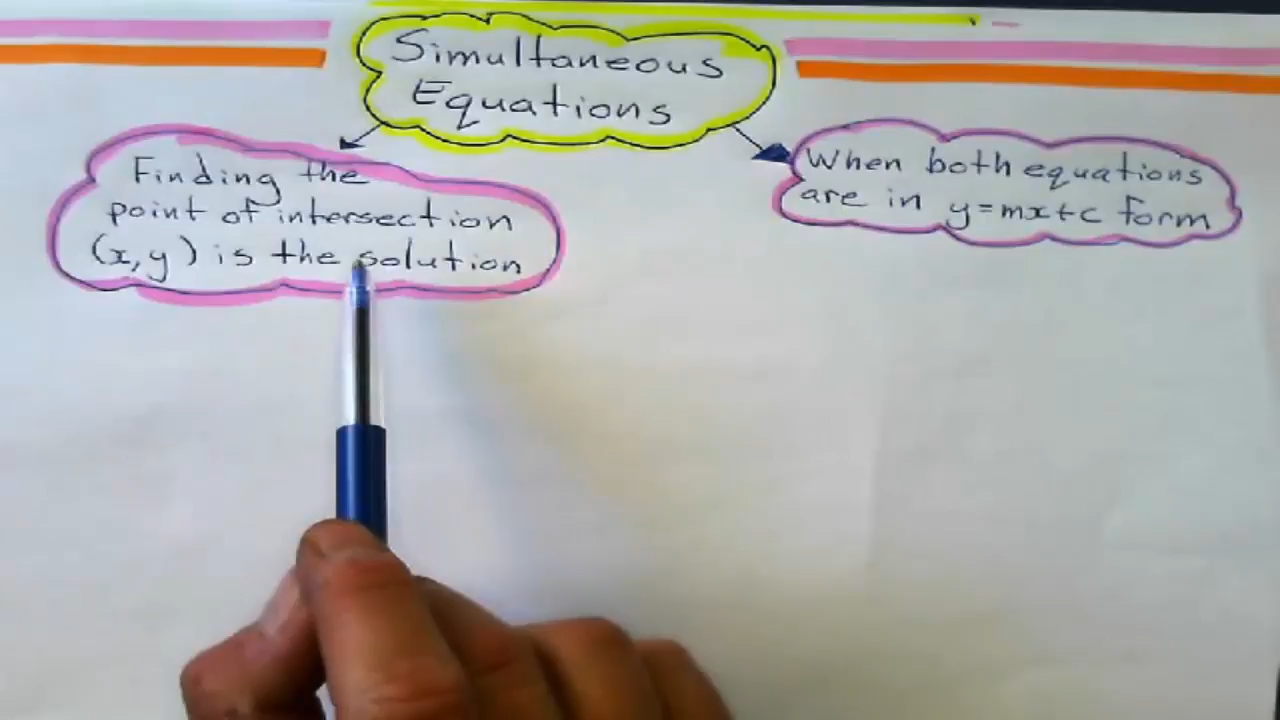 Simultaneous
Equations
Finding the
point of intersection
(x,y) is the solution
When both equations
are in y=mx+c form